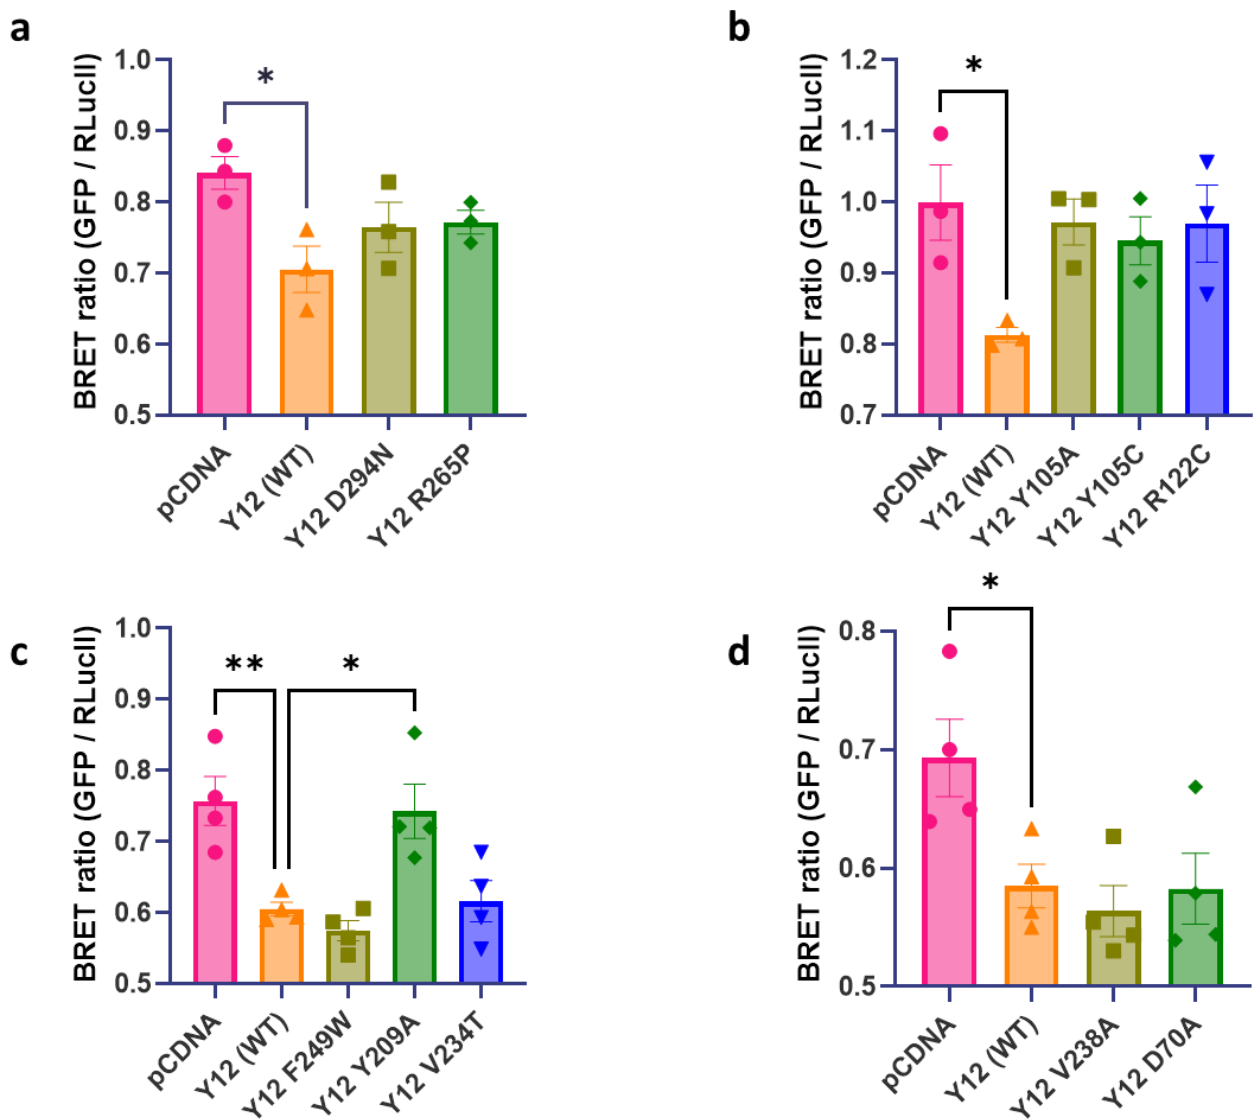 a
BRET ratio (GFP / RLucII)
1.0
0.9
0.8
0.7
0.6
0.5
*
pCDNA
Y12 (WT)
Y12 D294N
Y12 R265P
b
BRET ratio (GFP / RLucII)
1.2
1.1
1.0
0.9
0.8
0.7
*
pCDNA
Y12 (WT)
Y12 Y105A
Y12 Y105C
Y12 R122C
c
BRET ratio (GFP / RLucII)
1.0
0.9
0.8
0.7
0.6
0.5
**
*
pCDNA
Y12 (WT)
Y12 F249W
Y12 Y209A
Y12 V234T
d
BRET ratio (GFP / RLucII)
0.8
0.7
0.6
0.5
*
pCDNA
Y12 (WT)
Y12 V238A
Y12 D70A